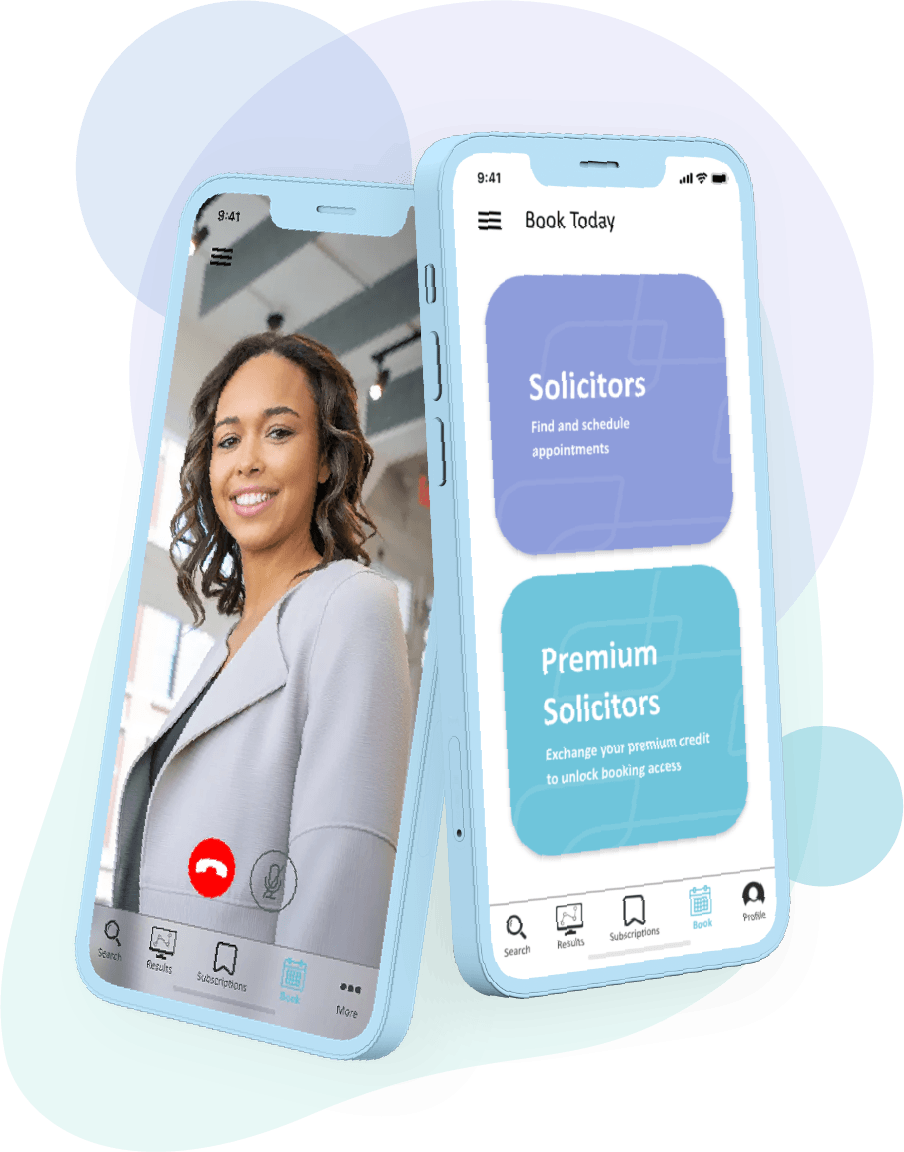 9:41
Search
Results
Subscriptions
Book
More
9:41
Book Today
Solicitors
Find and schedule
appointments
Premium
Solicitors
Exchange your premium credit
to unlock booking access
Search
Results
Subscriptions
Book
Profile